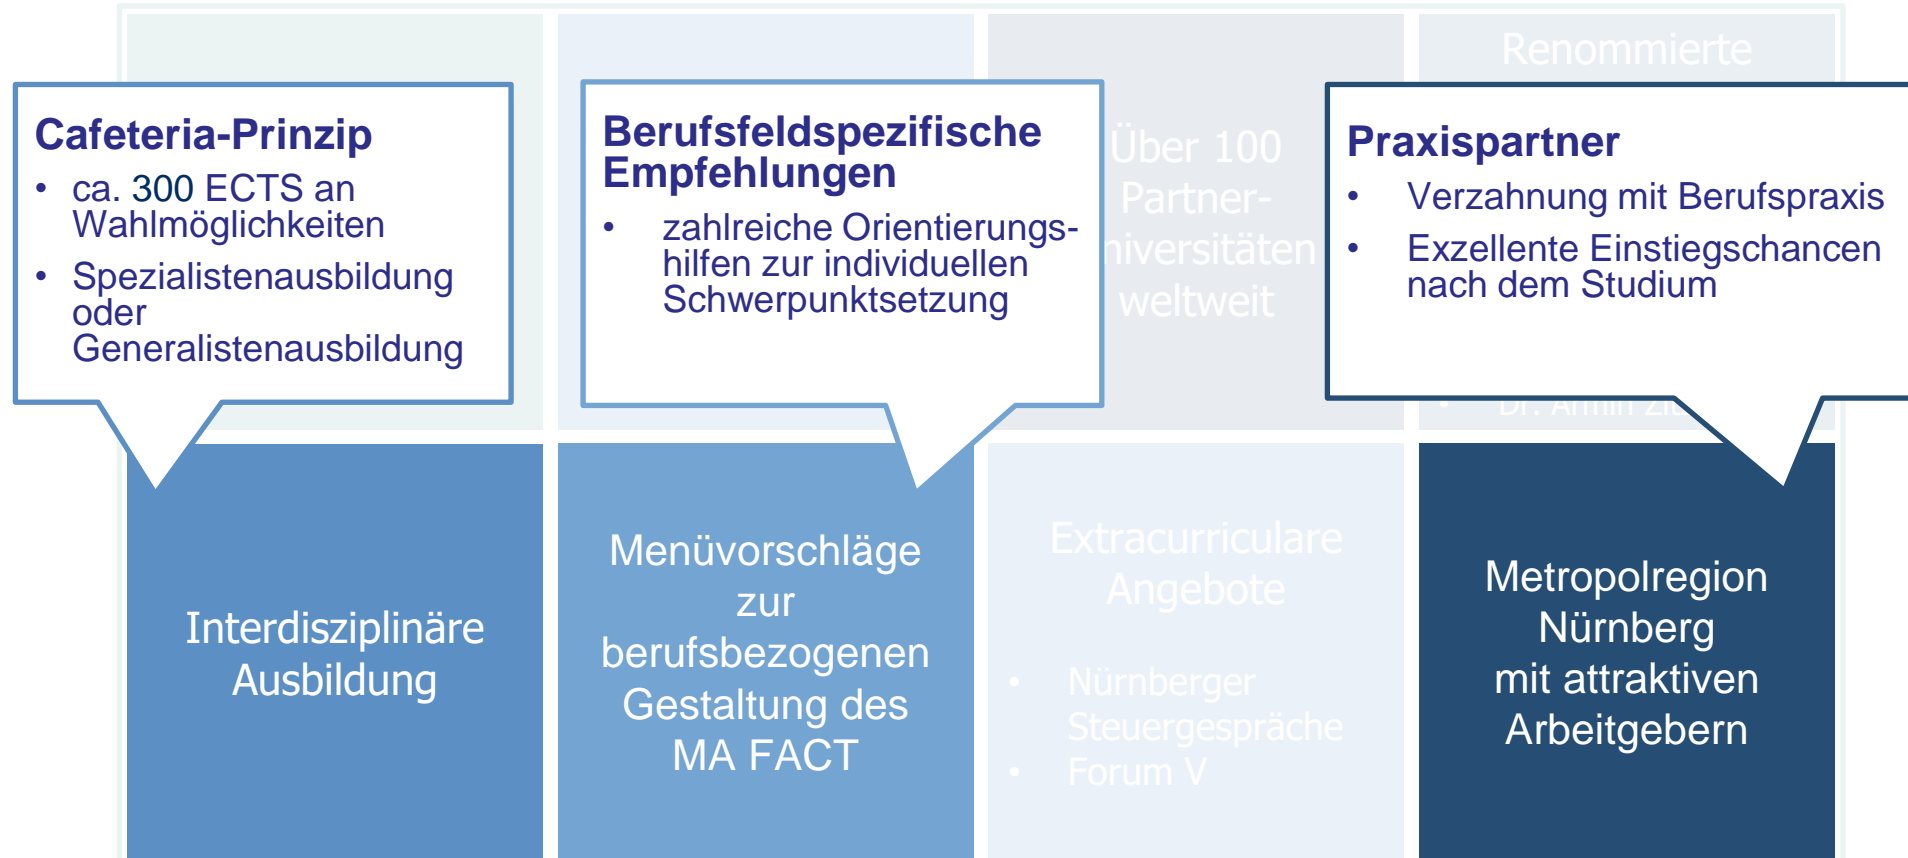 Renommierte
Cafeteria-Prinzip
• ca. 300 ECTS an
Wahlmöglichkeiten
• Spezialistenausbildung
oder
Generalistenausbildung
Berufsfeldspezifische
Empfehlungen
• zahlreiche Orientierungs-
hilfen zur individuellen
Schwerpunktsetzung
Über 100
Partner-
niversitäten
weltweit
Praxispartner
• Verzahnung mit Berufspraxis
• Exzellente Einstiegschancen
nach dem Studium
• Dr. Armin
Interdisziplinäre
Ausbildung
Menüvorschläge
zur
berufsbezogenen
Gestaltung des
MA FACT
Extracurriculare
Angebote
• Nürnberger
Steuergespräche
• Forum V
Metropolregion
Nürnberg
mit attraktiven
Arbeitgebern